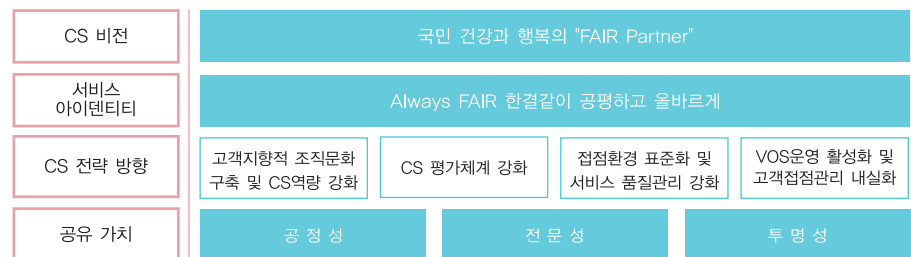 CS 비전
국민 건강과 행복의 "FAIR Partner"
서비스
아이덴티티
Always FAIR 한결같이 공평하고 올바르게
CS 전략 방향
고객지향적 조직문화
구축 및 CS역량 강화
CS 평가체계 강화
접점환경 표준화 및
서비스 품질관리 강화
VOS운영 활성화 및
고객접점관리 내실화
공유 가치
공정성
전문성
투명성